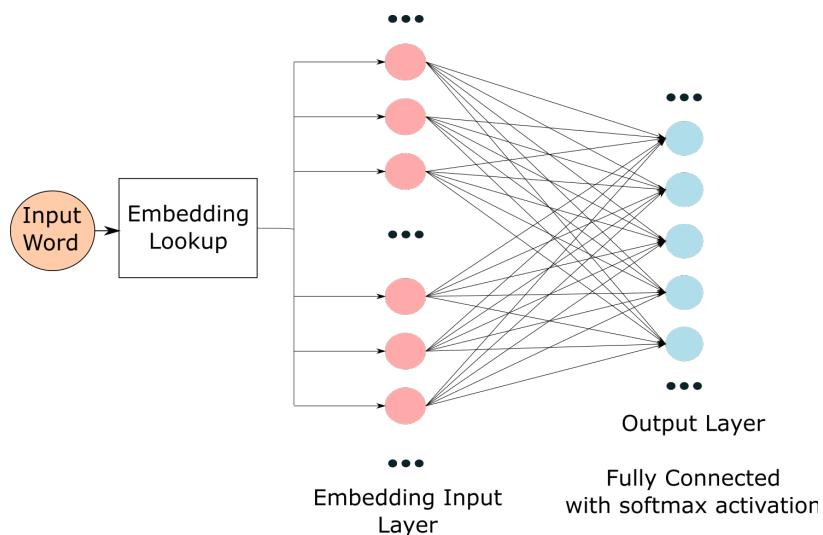 Input
Word
Embedding
Lookup
Embedding Input
Layer
Output Layer
Fully Connected
with softmax activation